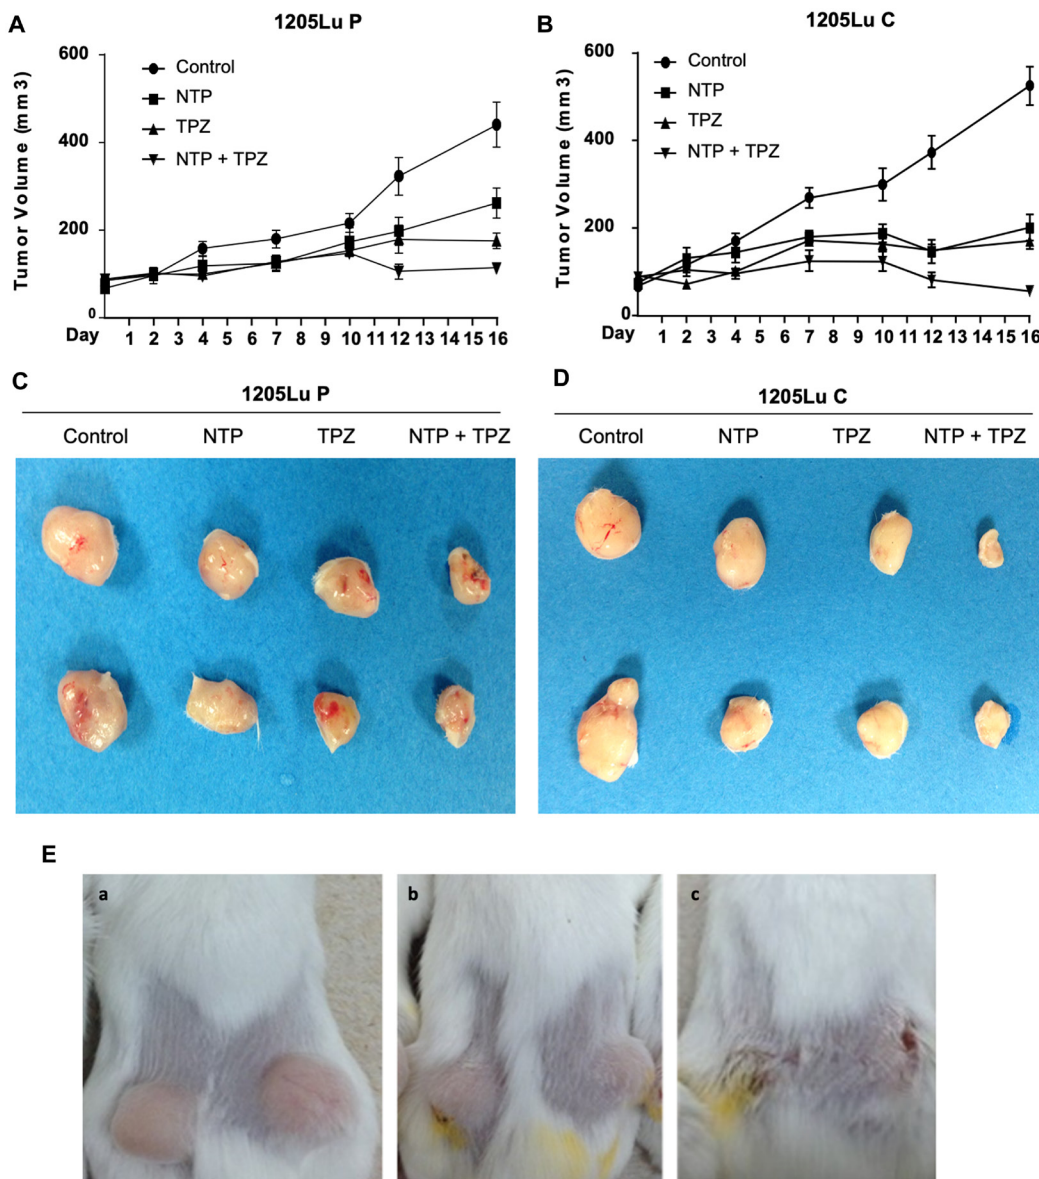 A
1205Lu P
600
400
200
0
Tumor Volume (mm3)
Control
NTP
TPZ
NTP + TPZ
Day 1 2 3 4 5 6 7 8 9 10 11 12 13 14 15 16
B
1205Lu C
600
400
200
0
Tumor Volume (mm3)
Control
NTP
TPZ
NTP + TPZ
Day 1 2 3 4 5 6 7 8 9 10 11 12 13 14 15 16
C
1205Lu P
Control NTP TPZ NTP + TPZ
D
1205Lu C
Control NTP TPZ NTP + TPZ
E
a
b
c